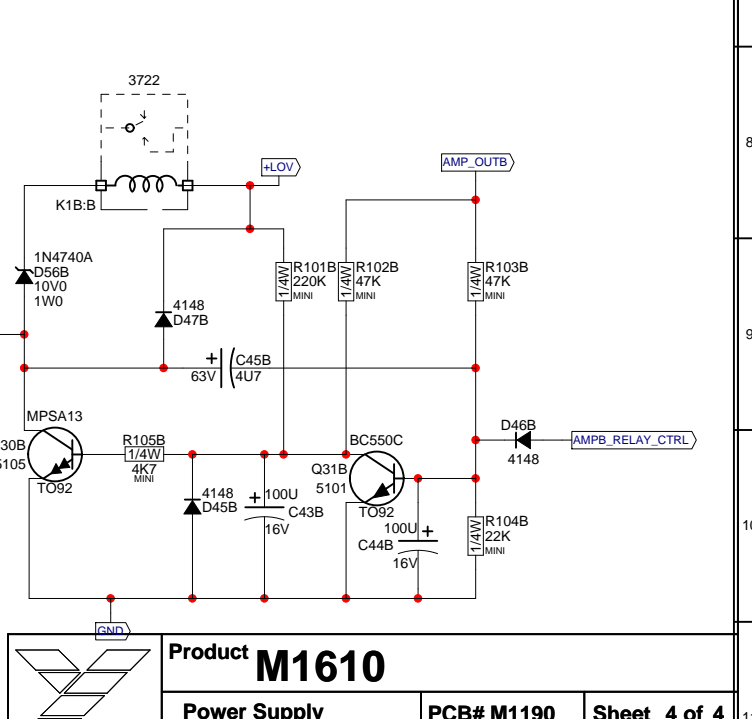 3722
+LOV
AMP_OUTB
8
K1B:B
1N4740A
D56B
10V0
1W0
1/4W
R101B
220K
MINI
1/4W
R102B
47K
MINI
1/4W
R103B
47K
MINI
4148
D47B
9
+
63V
C45B
4U7
MPSA13
30B
5105
TO92
R105B
1/4W
4K7
MINI
BC550C
Q31B
5101
TO92
D46B
4148
AMPB_RELAY_CTRL
4148
D45B
+
100U
C43B
16V
100U
+
C44B
16V
1/4W
R104B
22K
MINI
10
GND
Product M1610
Power Supply
PCB# M1190
Sheet 4 of 4